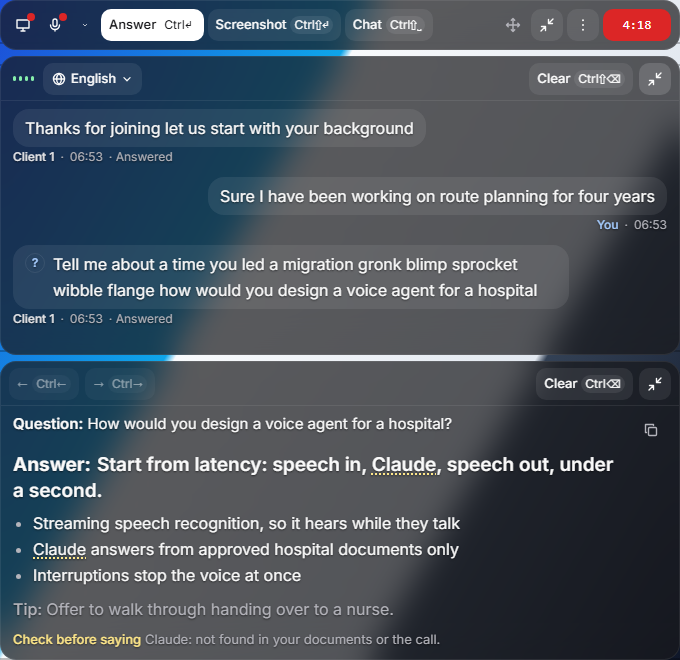 Answer Ctrl↵ Screenshot Ctrl⇧↵ Chat Ctrl⇧_ 4:18
English Clear Ctrl⇧⌫
Thanks for joining let us start with your background
Client 1 · 06:53 · Answered
Sure I have been working on route planning for four years
You · 06:53
? Tell me about a time you led a migration gronk blimp sprocket
wibble flange how would you design a voice agent for a hospital
Client 1 · 06:53 · Answered
← Ctrl← → Ctrl→ Clear Ctrl⌫
Question: How would you design a voice agent for a hospital?
Answer: Start from latency: speech in, Claude, speech out, under
a second.
• Streaming speech recognition, so it hears while they talk
• Claude answers from approved hospital documents only
• Interruptions stop the voice at once
Tip: Offer to walk through handing over to a nurse.
Check before saying Claude: not found in your documents or the call.